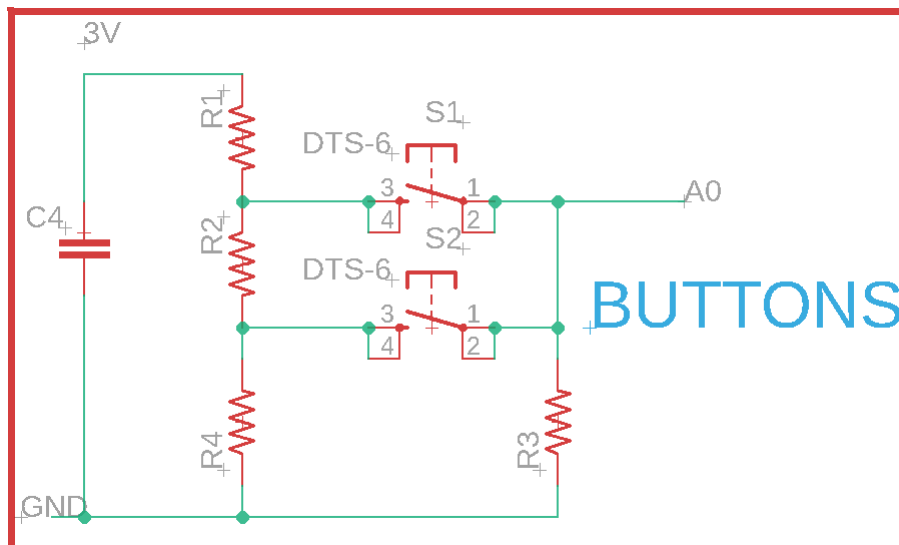 3V
R1
S1
DTS-6
3
1
A0
4
2
C4
R2
S2
DTS-6
BUTTONS
3
1
4
2
R4
R3
GND